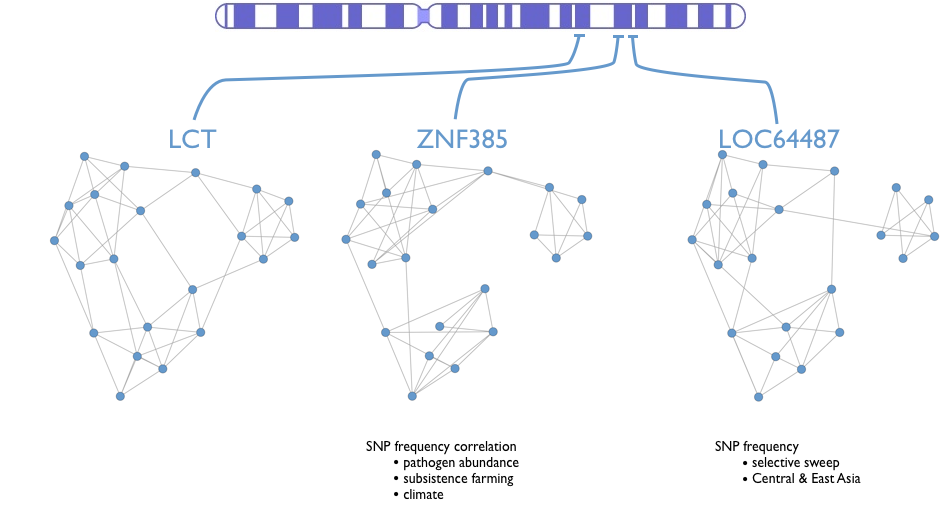 LCT
ZNF385
LOC64487
SNP frequency correlation
• pathogen abundance
• subsistence farming
• climate
SNP frequency
• selective sweep
• Central & East Asia